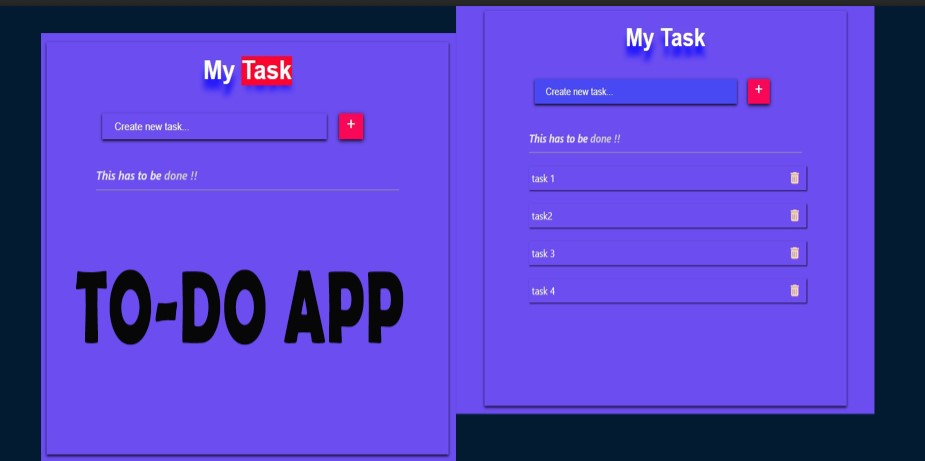 My Task
Create new task...
+
This has to be done !!
TO-DO APP
My Task
Create new task...
+
This has to be done !!
task 1
task2
task 3
task 4